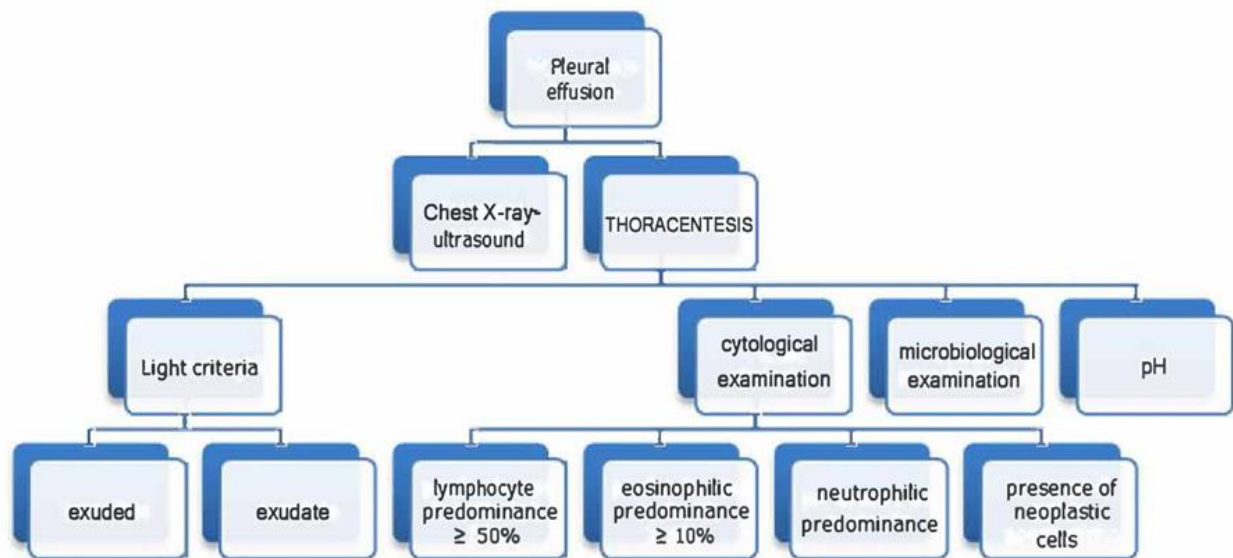 Pleural
effusion
Chest X-ray-
ultrasound
THORACENTESIS
Light criteria
cytological
examination
microbiological
examination
pH
exuded
exudate
lymphocyte
predominance
≥ 50%
eosinophilic
predominance
≥ 10%
neutrophilic
predominance
presence of
neoplastic
cells